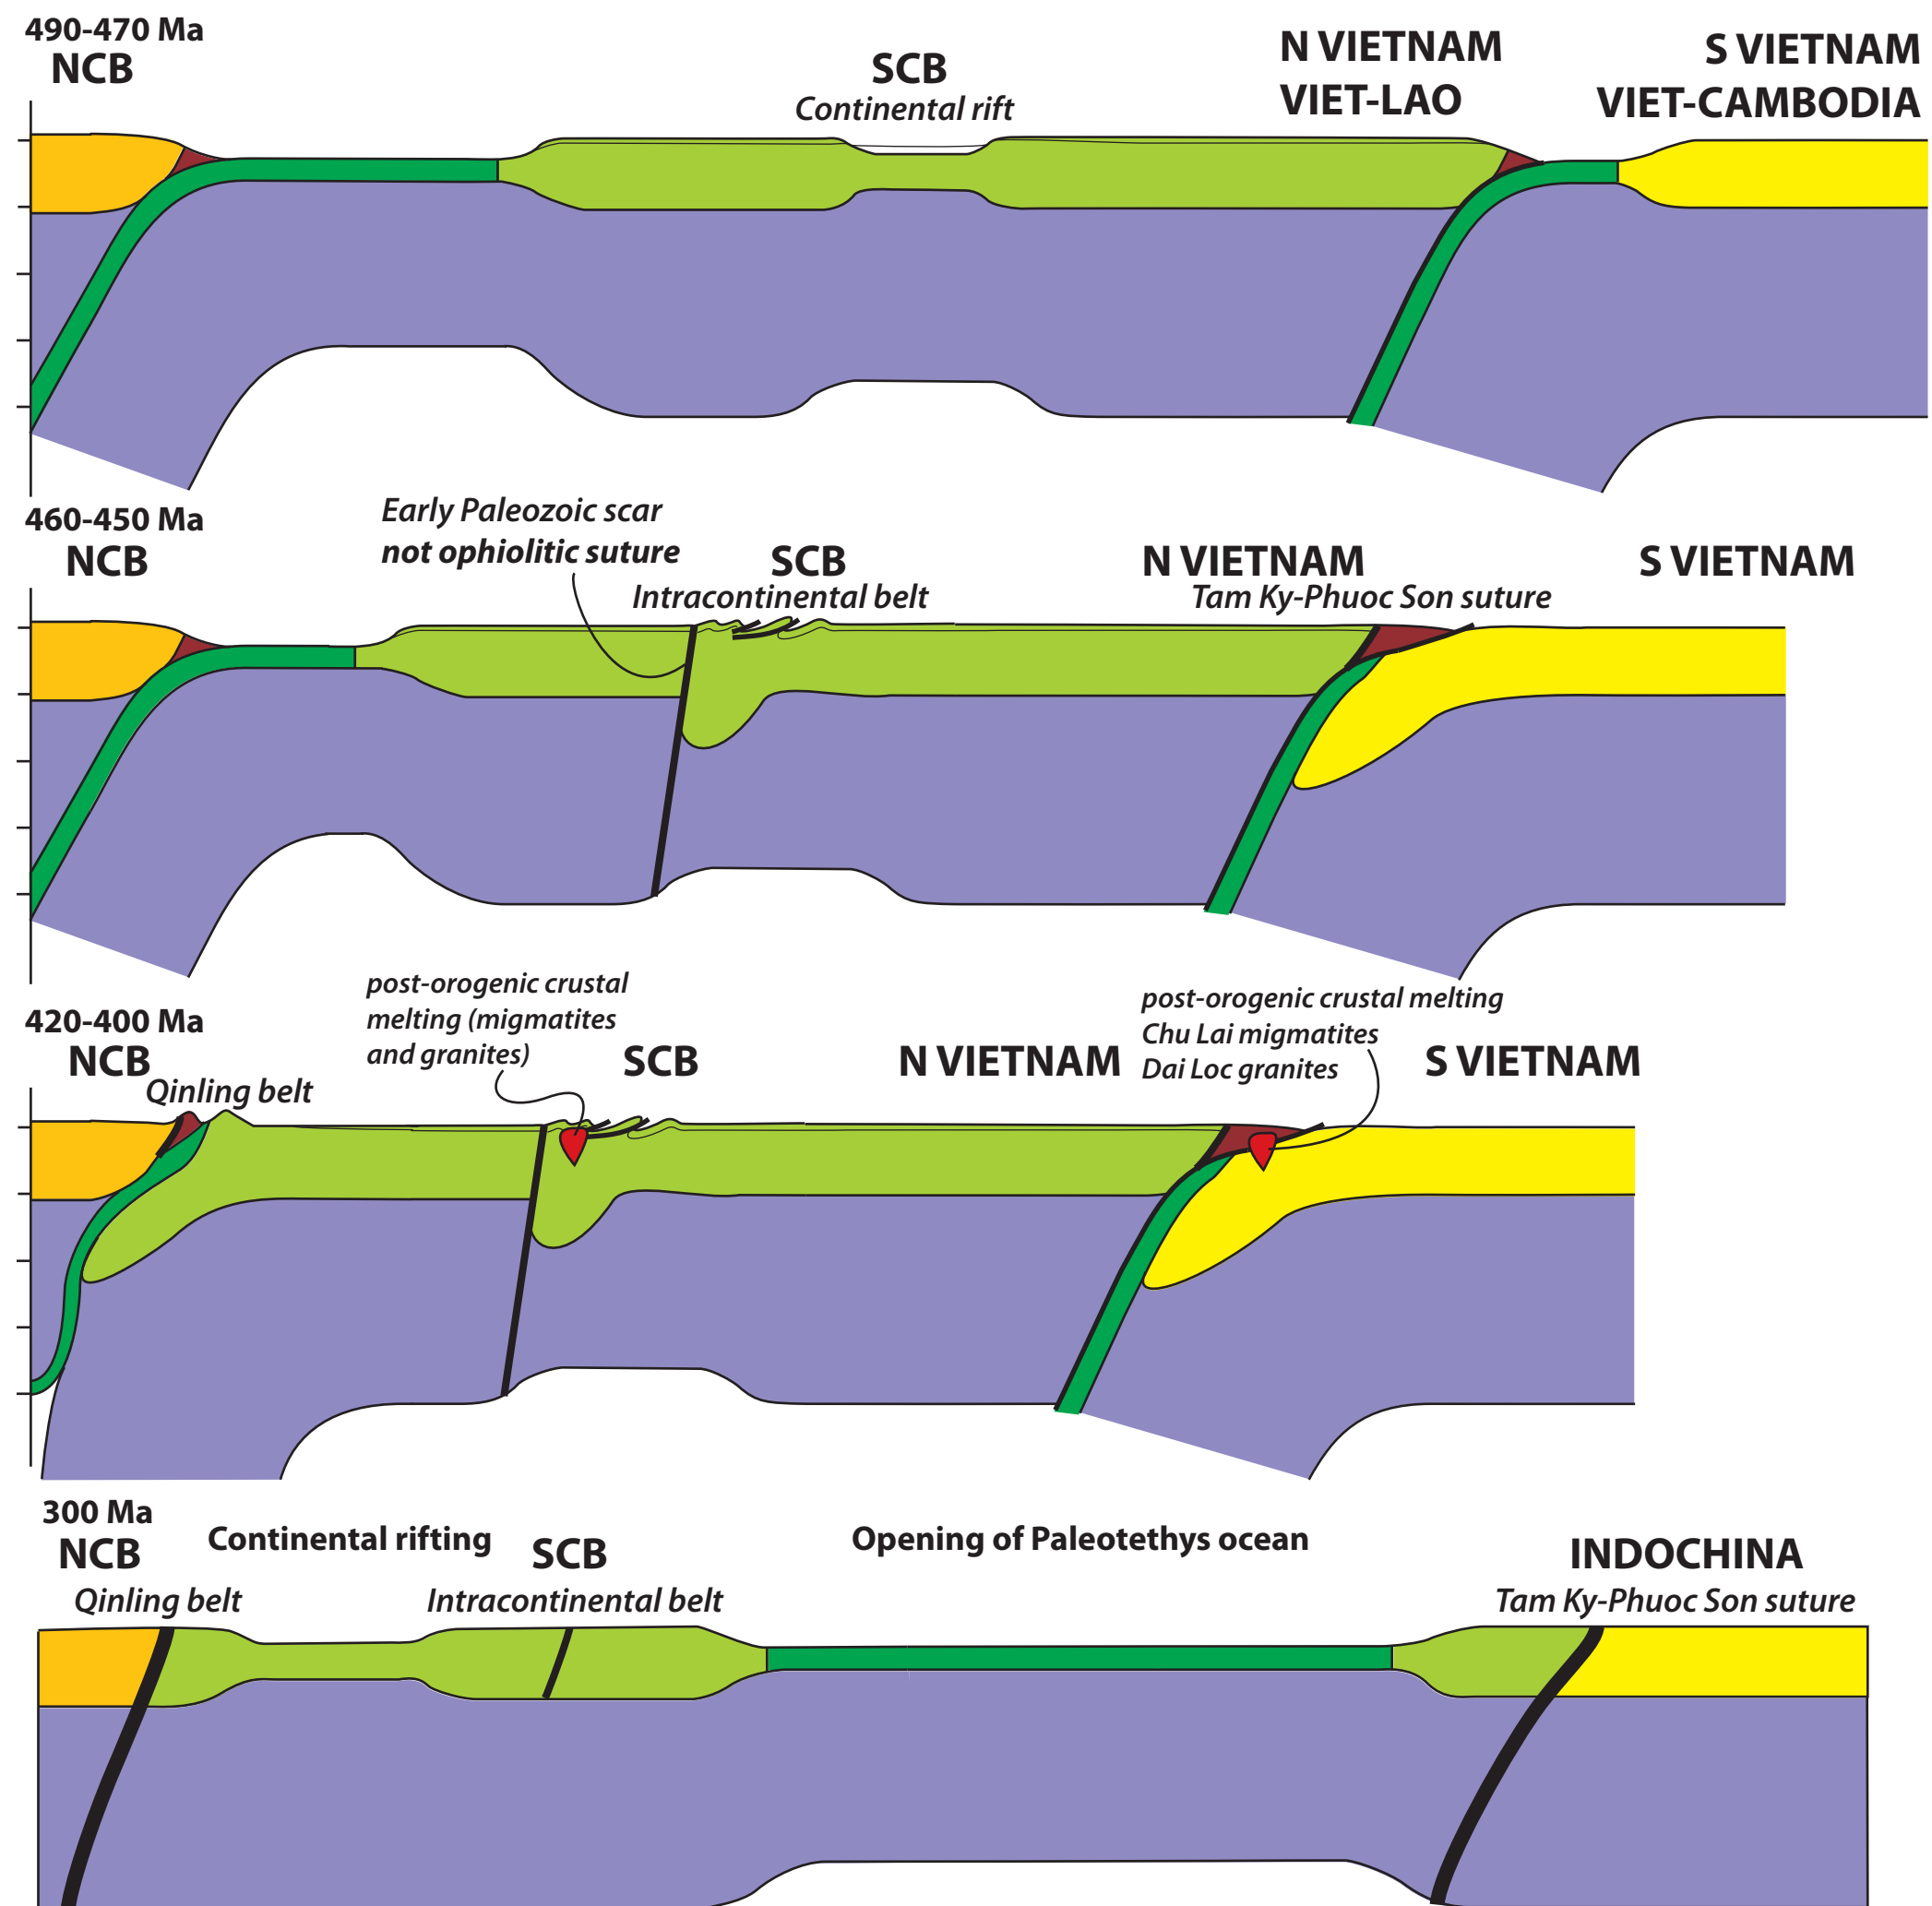 490-470 Ma
NCB
SCB
Continental rift
N VIETNAM
VIET-LAO
S VIETNAM
VIET-CAMBODIA
460-450 Ma
NCB
Early Paleozoic scar
not ophiolitic suture
SCB
Intracontinental belt
N VIETNAM
Tam Ky-Phuoc Son suture
S VIETNAM
420-400 Ma
NCB
Qinling belt
post-orogenic crustal
melting (migmatites
and granites)
SCB
N VIETNAM
post-orogenic crustal melting
Chu Lai migmatites
Dai Loc granites
S VIETNAM
300 Ma
NCB
Qinling belt
Continental rifting
SCB
Intracontinental belt
Opening of Paleotethys ocean
INDOCHINA
Tam Ky-Phuoc Son suture